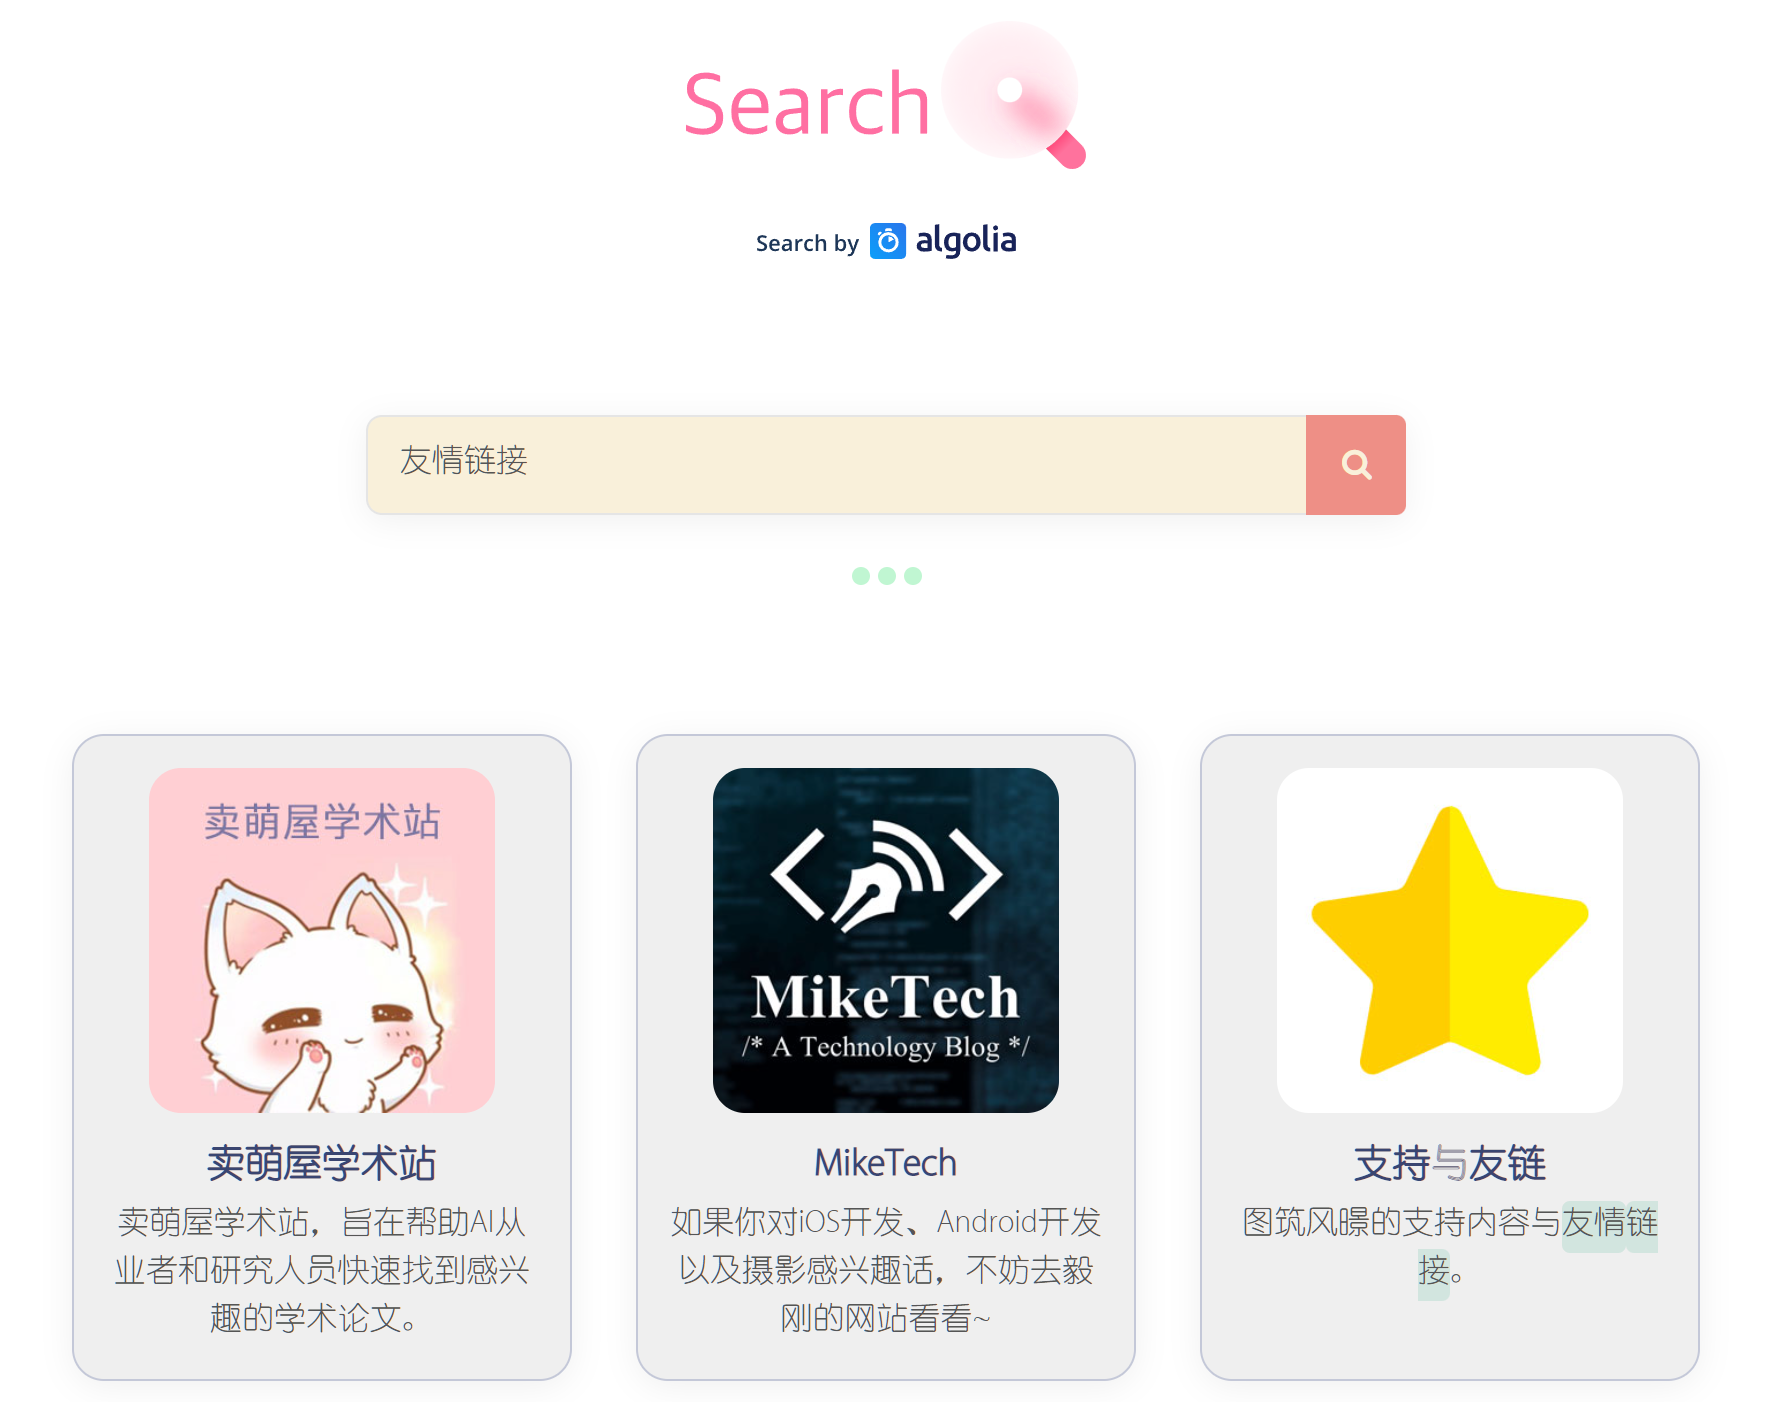 Search
Search by algolia
友情链接
卖萌屋学术站
MikeTech
/* A Technology Blog */
卖萌屋学术站
卖萌屋学术站，旨在帮助AI从
业者和研究人员快速找到感兴
趣的学术论文。
MikeTech
如果你对iOS开发、Android开发
以及摄影感兴趣话，不妨去毅
刚的网站看看~
支持与友链
图筑风暻的支持内容与友情链
接。